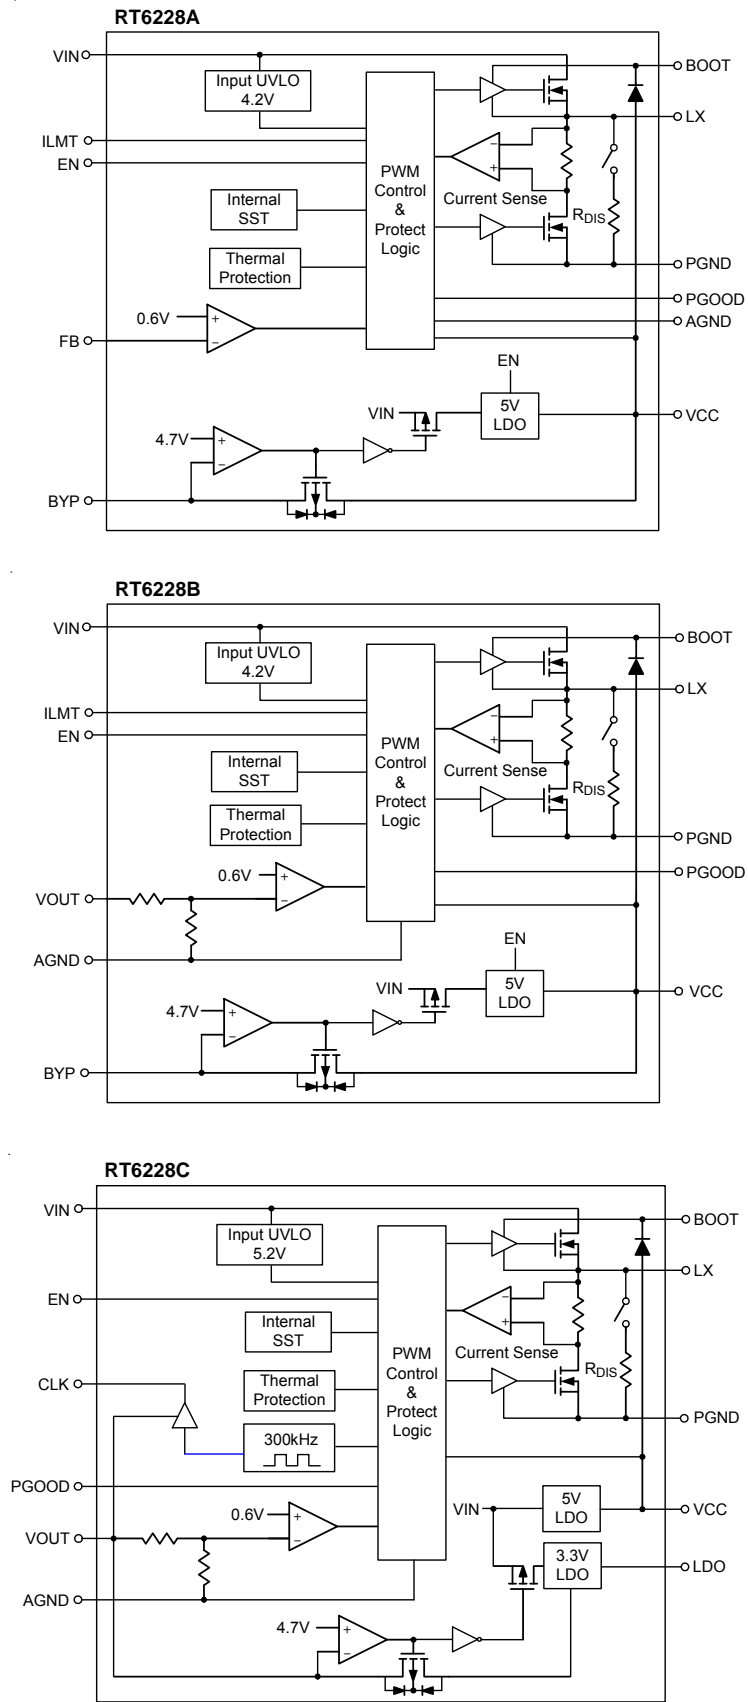 RT6228A
VIN
BOOT
Input UVLO
4.2V
LX
ILMT
EN
PWM
Control
&
Protect
Logic
Current Sense
Internal
SST
RDIS
Thermal
Protection
PGND
PGOOD
0.6V
AGND
FB
EN
VIN
5V
LDO
VCC
4.7V
BYP
RT6228B
VIN
BOOT
Input UVLO
4.2V
LX
ILMT
EN
PWM
Control
&
Protect
Logic
Internal
SST
Current Sense
RDIS
Thermal
Protection
PGND
PGOOD
0.6V
VOUT
EN
AGND
VIN
5V
LDO
VCC
4.7V
BYP
RT6228C
VIN
BOOT
Input UVLO
5.2V
LX
EN
Internal
SST
PWM
Control
&
Protect
Logic
Current Sense
RDIS
CLK
Thermal
Protection
PGND
300kHz
PGOOD
VIN
5V
LDO
VCC
0.6V
VOUT
3.3V
LDO
LDO
AGND
4.7V